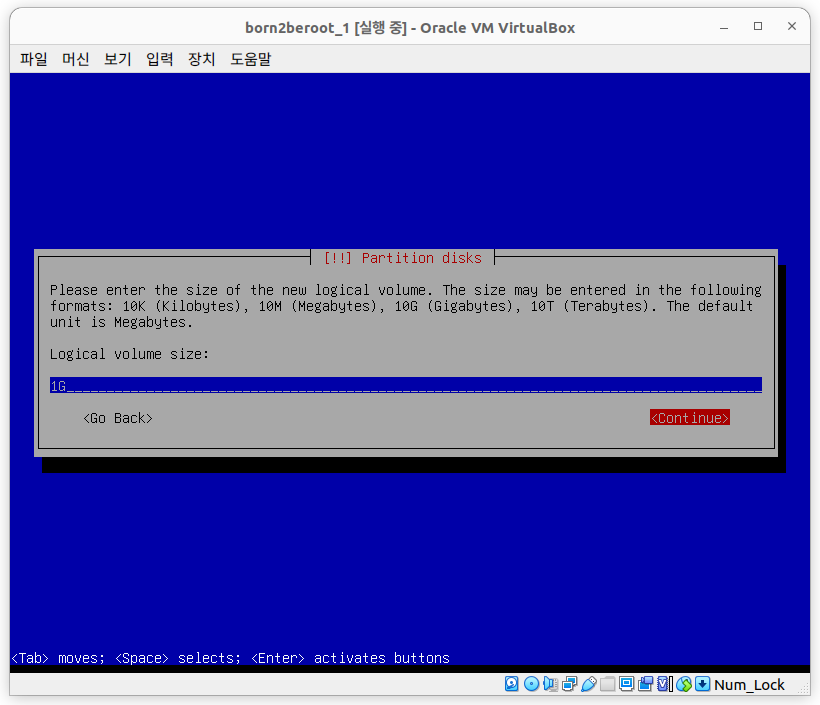 born2beroot_1 [실행 중] - Oracle VM VirtualBox
파일 머신 보기 입력 장치 도움말
[!!] Partition disks
Please enter the size of the new logical volume. The size may be entered in the following
formats: 10K (Kilobytes), 10M (Megabytes), 10G (Gigabytes), 10T (Terabytes). The default
unit is Megabytes.
Logical volume size:
1G
<Go Back> <Continue>
<Tab> moves; <Space> selects; <Enter> activates buttons
Num_Lock